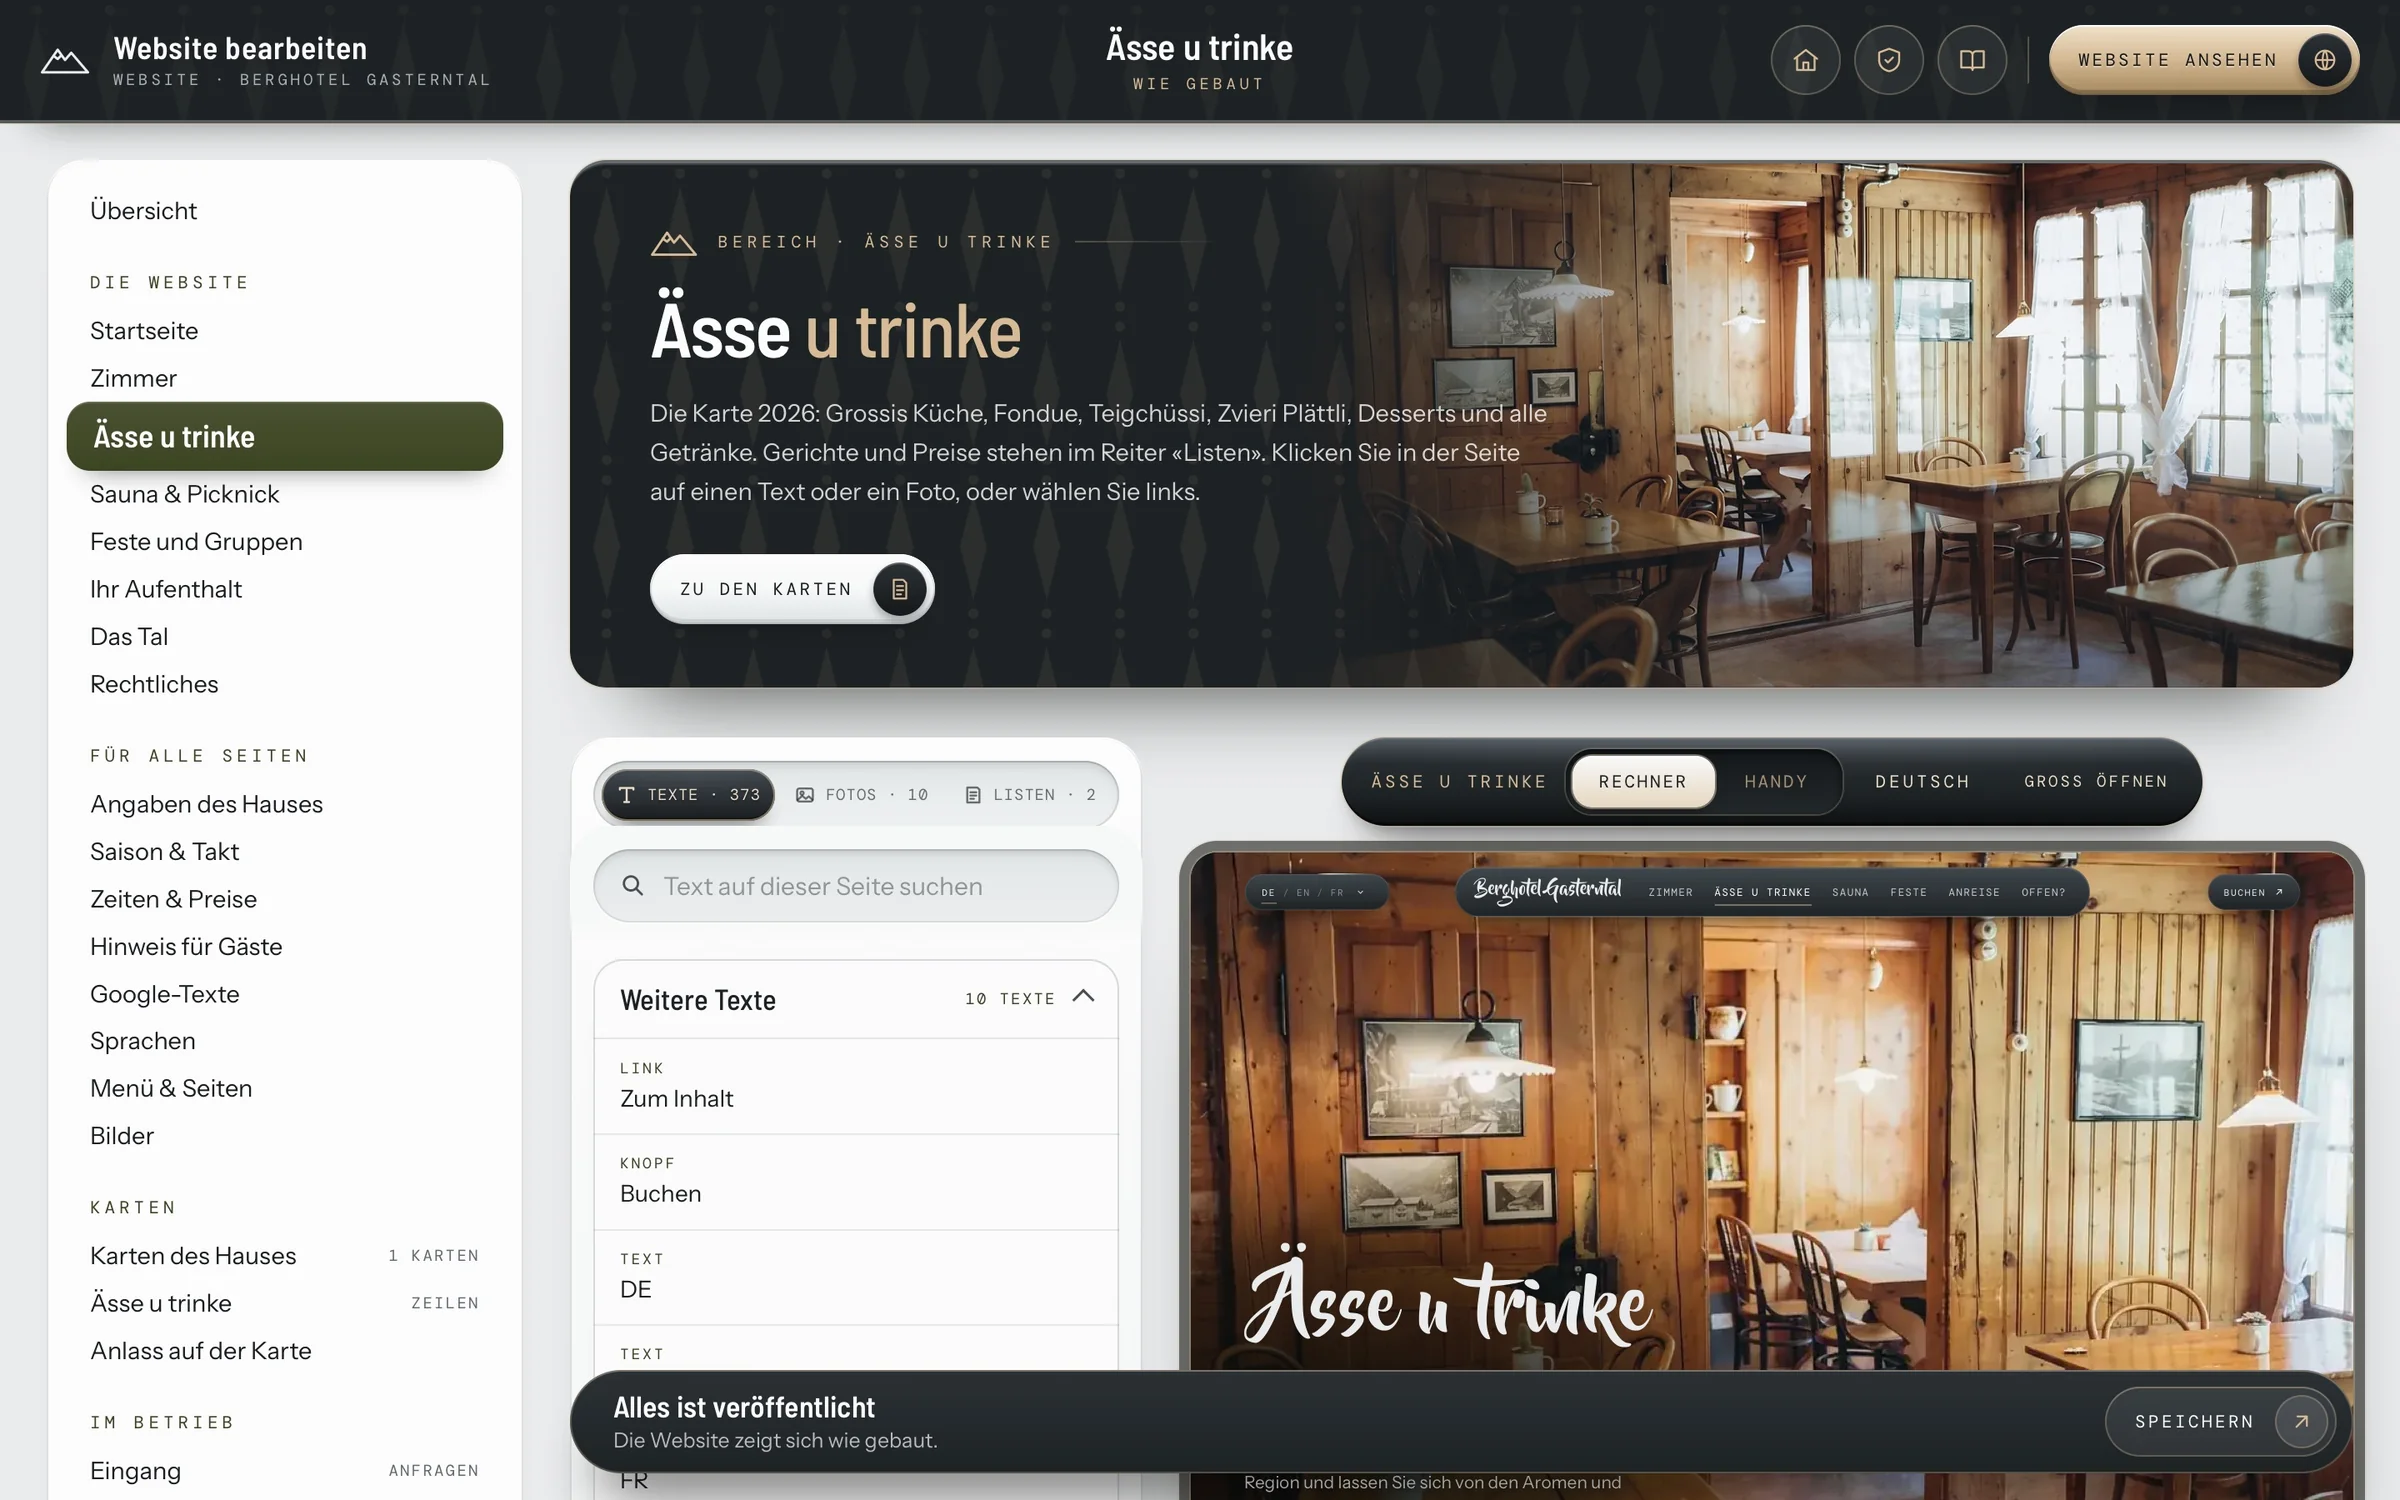 Website bearbeiten
WEBSITE · BERGHOTEL GASTERNTAL
Ässe u trinke
WIE GEBAUT
WEBSITE ANSEHEN
Übersicht
DIE WEBSITE
Startseite
Zimmer
Ässe u trinke
Sauna & Picknick
Feste und Gruppen
Ihr Aufenthalt
Das Tal
Rechtliches
FÜR ALLE SEITEN
Angaben des Hauses
Saison & Takt
Zeiten & Preise
Hinweis für Gäste
Google-Texte
Sprachen
Menü & Seiten
Bilder
KARTEN
Karten des Hauses 1 KARTEN
Ässe u trinke ZEILEN
Anlass auf der Karte
IM BETRIEB
Eingang ANFRAGEN
BEREICH · ÄSSE U TRINKE
Ässe u trinke
Die Karte 2026: Grossis Küche, Fondue, Teigchüssi, Zvieri Plättli, Desserts und alle
Getränke. Gerichte und Preise stehen im Reiter «Listen». Klicken Sie in der Seite
auf einen Text oder ein Foto, oder wählen Sie links.
ZU DEN KARTEN
TEXTE · 373 FOTOS · 10 LISTEN · 2
Text auf dieser Seite suchen
Weitere Texte 10 TEXTE
LINK
Zum Inhalt
KNOPF
Buchen
TEXT
DE
TEXT
FR
ÄSSE U TRINKE RECHNER HANDY DEUTSCH GROSS ÖFFNEN
DE / EN / FR
Berghotel Gasterntal ZIMMER ÄSSE U TRINKE SAUNA FESTE ANREISE OFFEN?
BUCHEN
Ässe u trinke
Region und lassen Sie sich von den Aromen und
Alles ist veröffentlicht
Die Website zeigt sich wie gebaut.
SPEICHERN